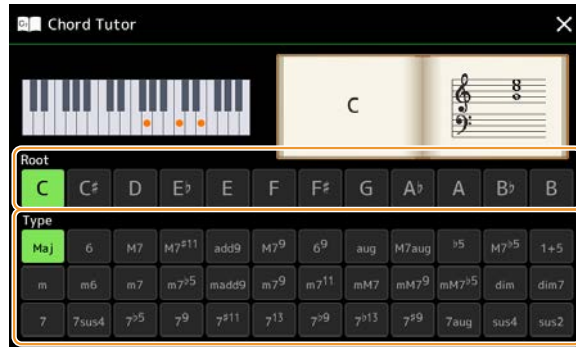 Chord Tutor
C
Root
C C♯ D E♭ E F F♯ G A♭ A B♭ B
Type
Maj 6 M7 M7♯11 add9 M79 69 aug M7aug ♭5 M7♭5 1+5
m m6 m7 m7♭5 madd9 m79 m711 mM7 mM79 mM7♭5 dim dim7
7 7sus4 7♭5 79 7♯11 713 7♭9 7♭13 7♯9 7aug sus4 sus2